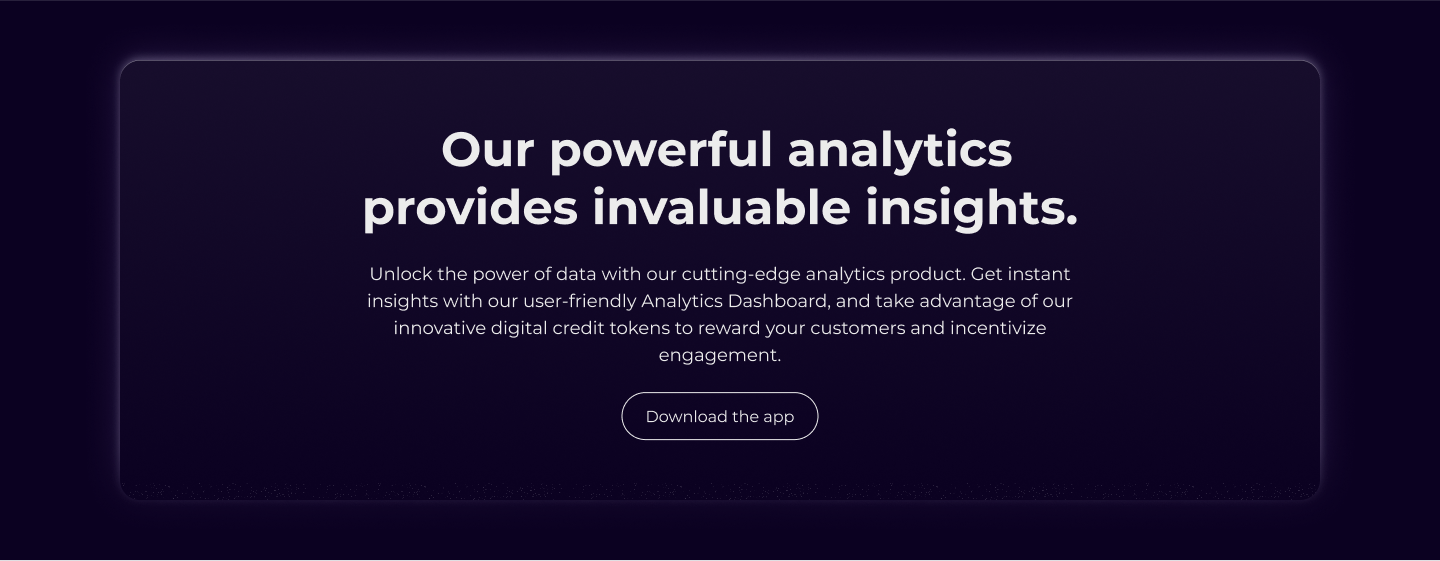 Our powerful analytics
provides invaluable insights.
Unlock the power of data with our cutting-edge analytics product. Get instant
insights with our user-friendly Analytics Dashboard, and take advantage of our
innovative digital credit tokens to reward your customers and incentivize
engagement.
Download the app